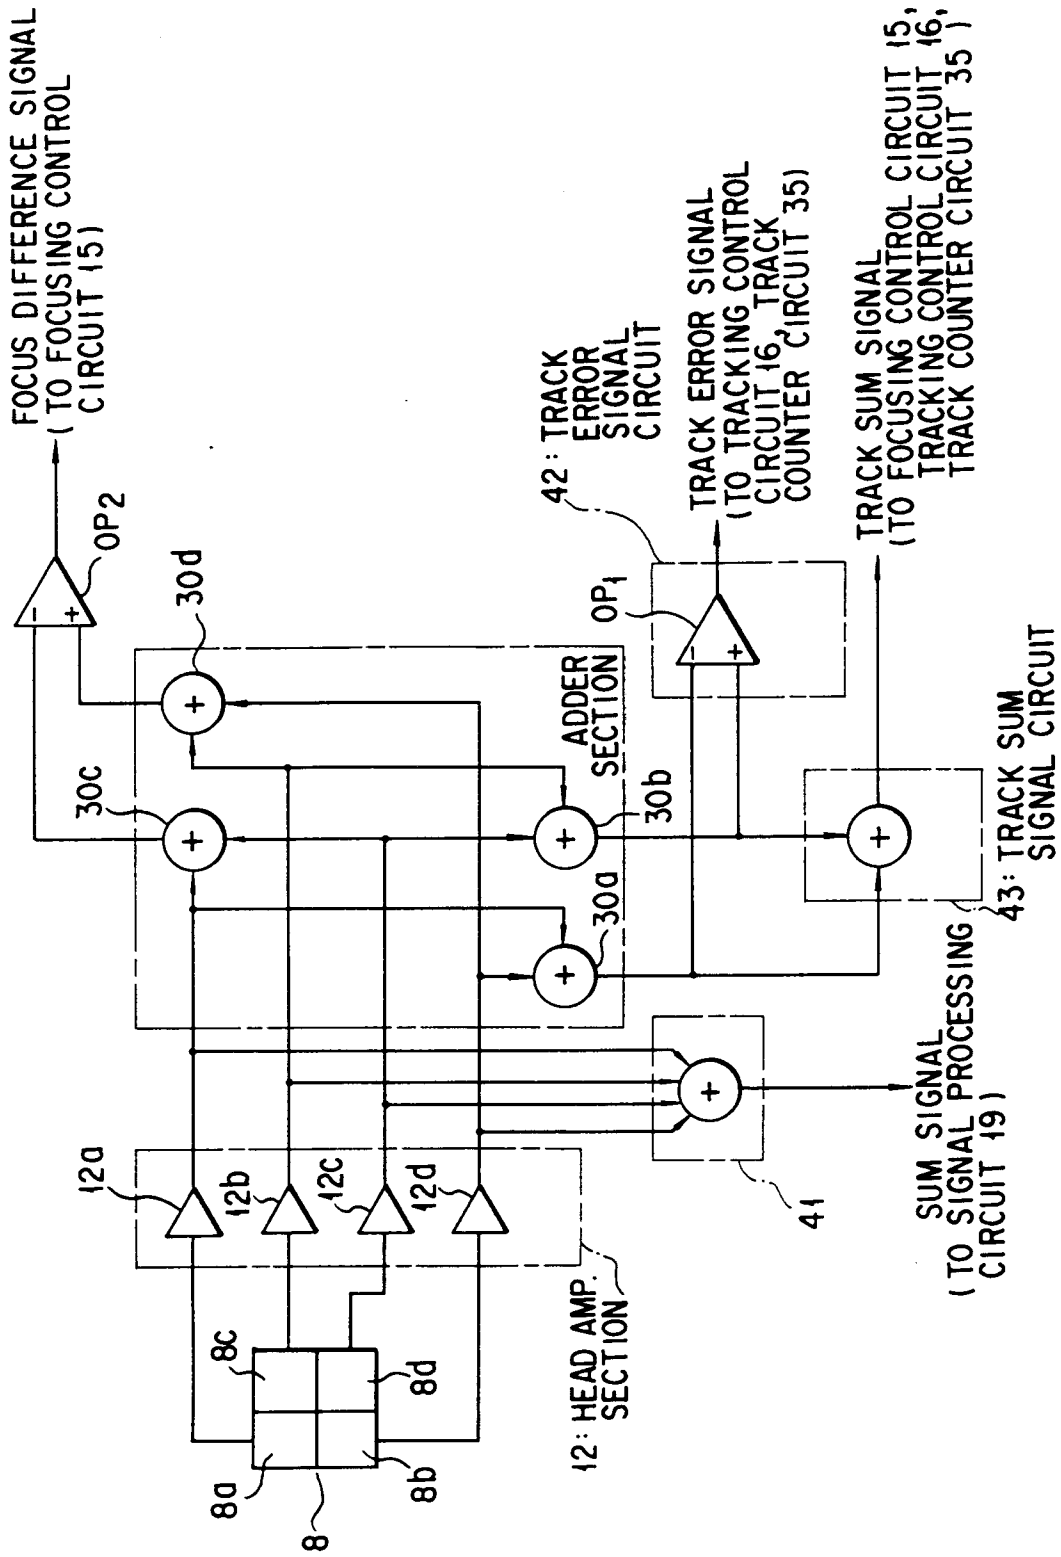 FOCUS DIFFERENCE SIGNAL
( TO FOCUSING CONTROL
CIRCUIT 15)
OP2
-
+
30d
30c
+
+
ADDER
SECTION
30a
30b
+
+
12a
12b
12c
12d
8a
8c
8b
8d
8
12: HEAD AMP.
SECTION
41
+
SUM SIGNAL
( TO SIGNAL PROCESSING
CIRCUIT 19)
42: TRACK
ERROR
SIGNAL
CIRCUIT
OP1
-
+
TRACK ERROR SIGNAL
( TO TRACKING CONTROL
CIRCUIT 16, TRACK
COUNTER CIRCUIT 35)
+
43: TRACK SUM
SIGNAL CIRCUIT
TRACK SUM SIGNAL
(TO FOCUSING CONTROL CIRCUIT 15,
TRACKING CONTROL CIRCUIT 16,
TRACK COUNTER CIRCUIT 35 )